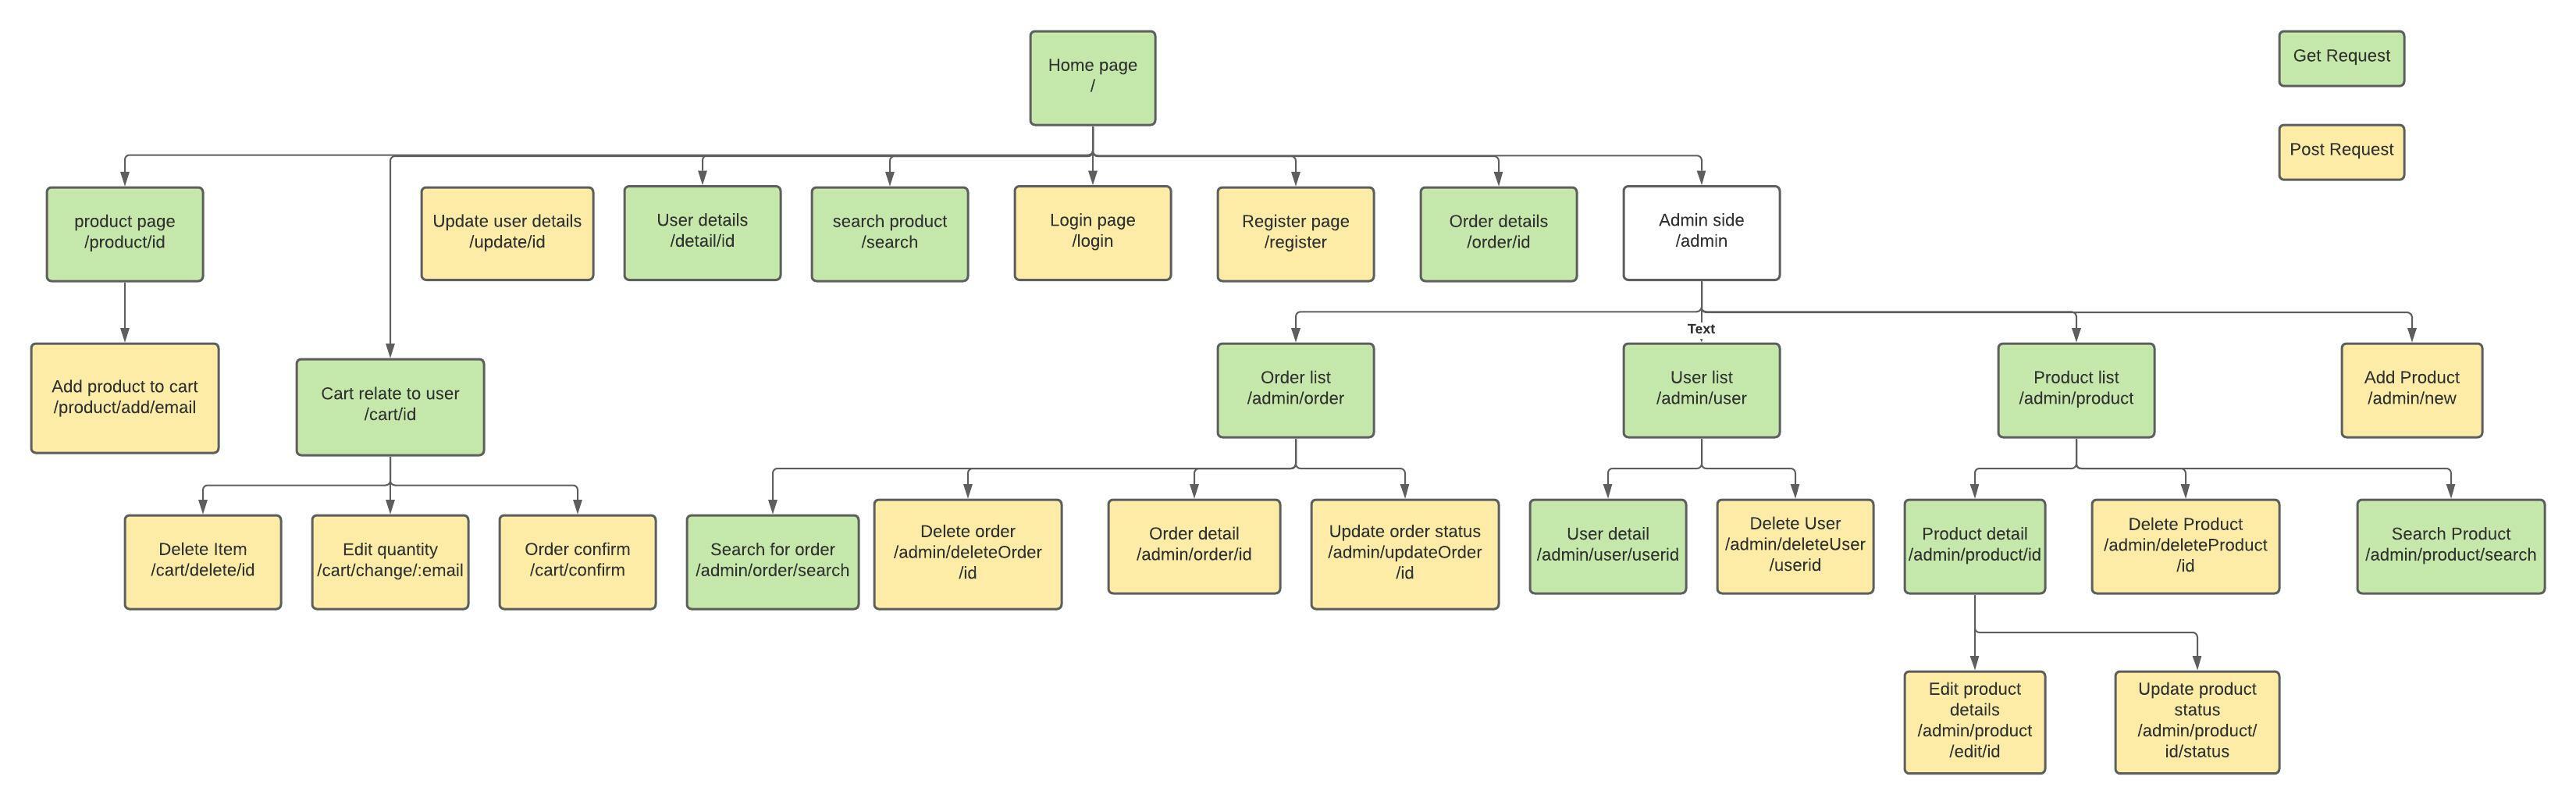 Home page
/
Get Request
Post Request
product page
/product/id
Update user details
/update/id
User details
/detail/id
search product
/search
Login page
/login
Register page
/register
Order details
/order/id
Admin side
/admin
Text
Add product to cart
/product/add/email
Cart relate to user
/cart/id
Order list
/admin/order
User list
/admin/user
Product list
/admin/product
Add Product
/admin/new
Delete Item
/cart/delete/id
Edit quantity
/cart/change/:email
Order confirm
/cart/confirm
Search for order
/admin/order/search
Delete order
/admin/deleteOrder
/id
Order detail
/admin/order/id
Update order status
/admin/updateOrder
/id
User detail
/admin/user/userid
Delete User
/admin/deleteUser
/userid
Product detail
/admin/product/id
Delete Product
/admin/deleteProduct
/id
Search Product
/admin/product/search
Edit product
details
/admin/product
/edit/id
Update product
status
/admin/product/
id/status